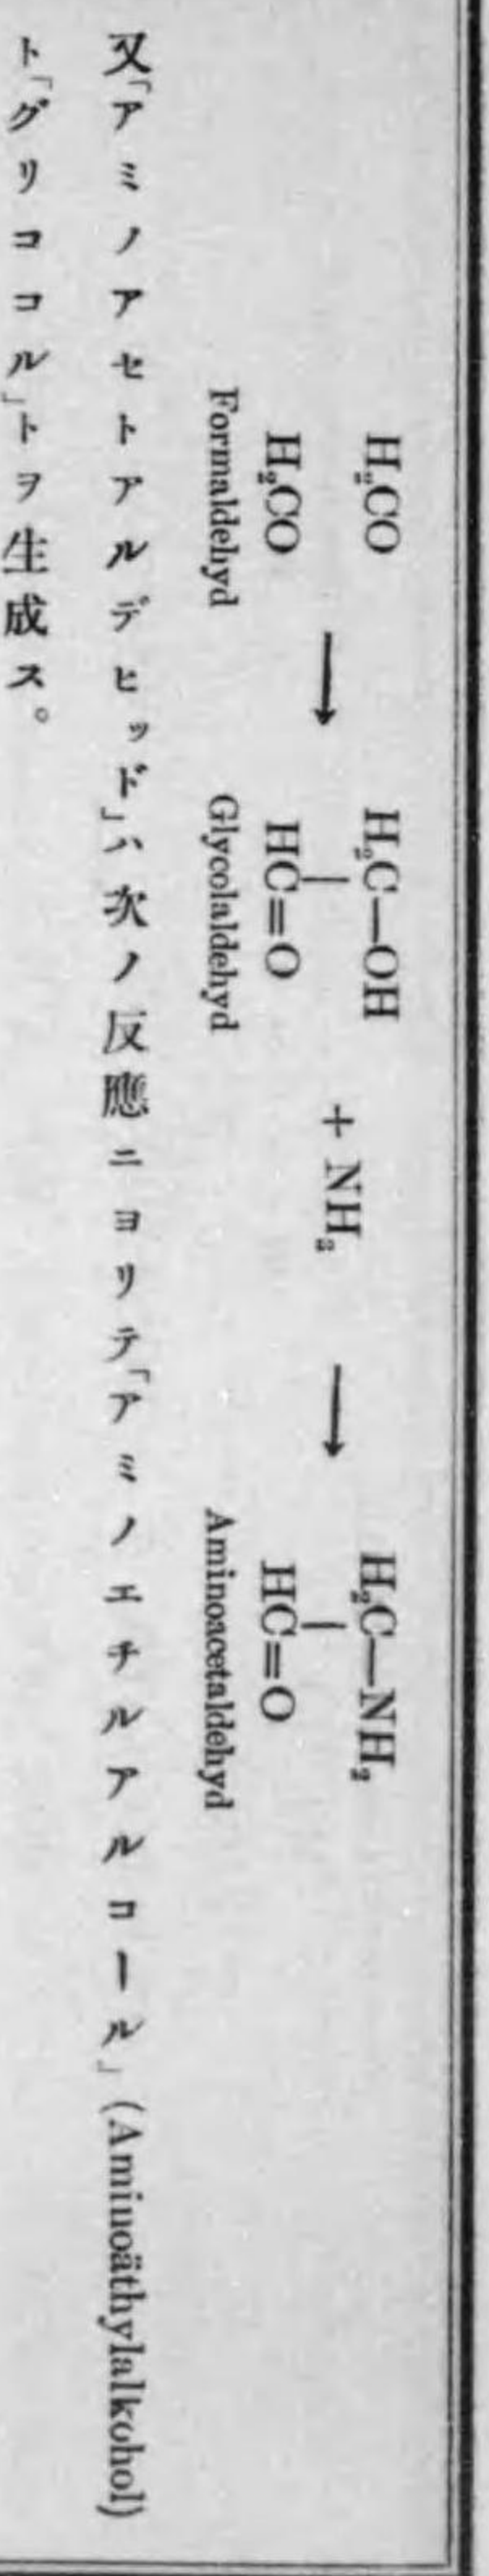 H₂CO H₂C—OH H₂C—NH₂
→ | + NH₃ → |
H₂CO HC=O HC=O
Formaldehyd Glycolaldehyd Aminoacetaldehyd
又「アミノアセトアルデヒッド」ハ次ノ反應ニヨリテ「アミノエチルアルコール」(Aminoäthylalkohol)
ト「グリココル」トヲ生成ス。